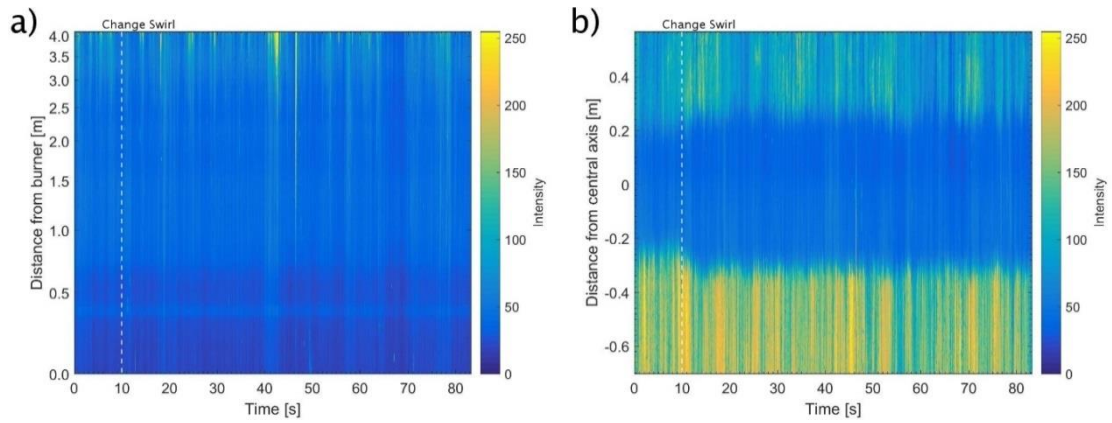 a)
Change Swirl
4.0
3.5
3.0
2.5
2.0
1.5
1.0
0.5
0.0
Distance from burner [m]
0 10 20 30 40 50 60 70 80
Time [s]
250
200
150
100
50
0
Intensity
b)
Change Swirl
0.4
0.2
0
-0.2
-0.4
-0.6
Distance from central axis [m]
0 10 20 30 40 50 60 70 80
Time [s]
250
200
150
100
50
0
Intensity